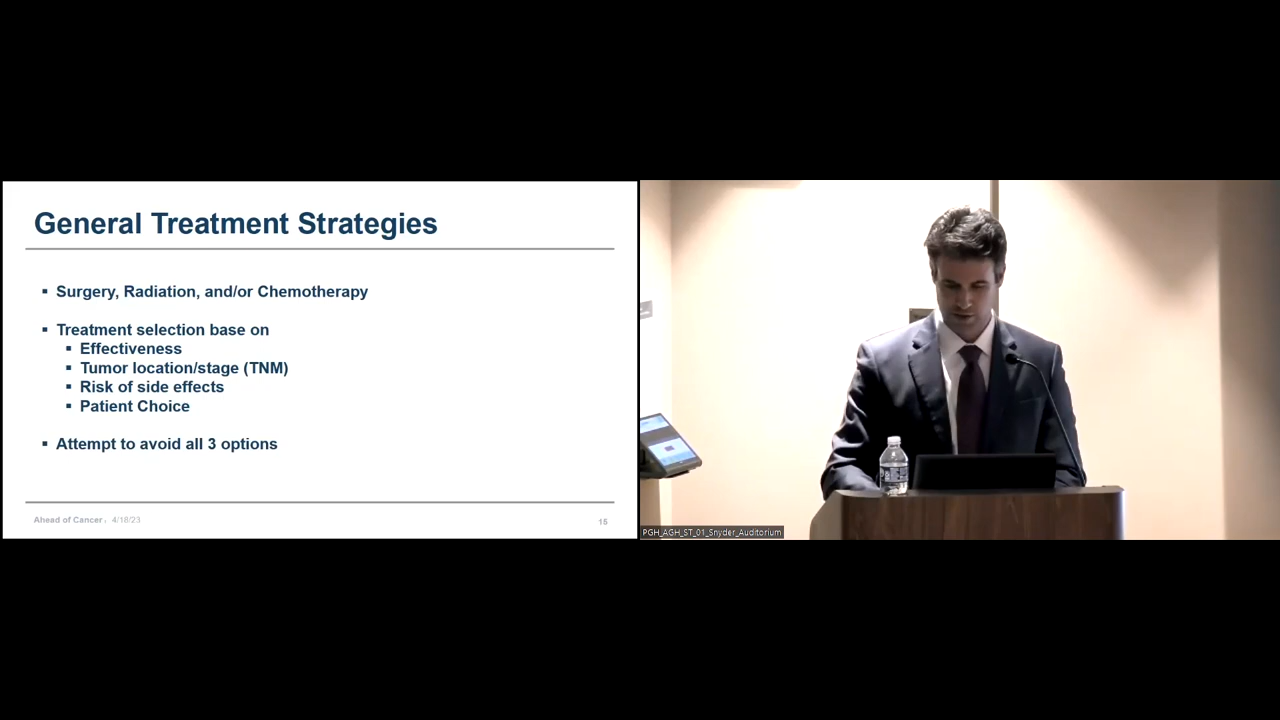 General Treatment Strategies
▪ Surgery, Radiation, and/or Chemotherapy
▪ Treatment selection base on
▪ Effectiveness
▪ Tumor location/stage (TNM)
▪ Risk of side effects
▪ Patient Choice
▪ Attempt to avoid all 3 options
Ahead of Cancer | 4/18/23
15
PGH_AGH_ST_01_Snyder_Auditorium